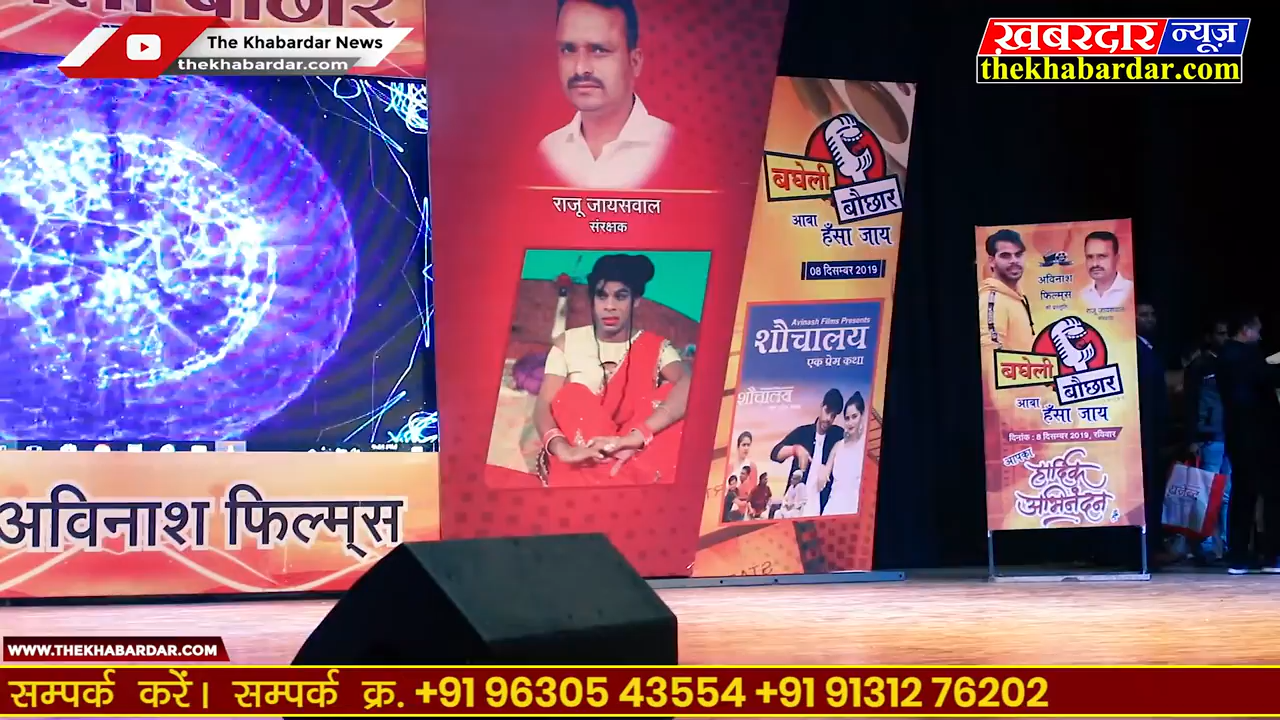 The Khabardar News
thekhabardar.com
ख़बरदार न्यूज़
thekhabardar.com
राजू जायसवाल
संरक्षक
बघेली
बौछार
आवा
हँसा जाय
08 दिसम्बर 2019
Avinash Films Presents
शौचालय
एक प्रेम कथा
शौचालय
अविनाश
फिल्म्स
राजू जायसवाल
बघेली
बौछार
आवा
हँसा जाय
दिनांक : 8 दिसम्बर 2019, रविवार
आपका
हार्दिक
अभिनंदन
अविनाश फिल्म्स
WWW.THEKHABARDAR.COM
सम्पर्क करें। सम्पर्क क्र. +91 96305 43554 +91 91312 76202